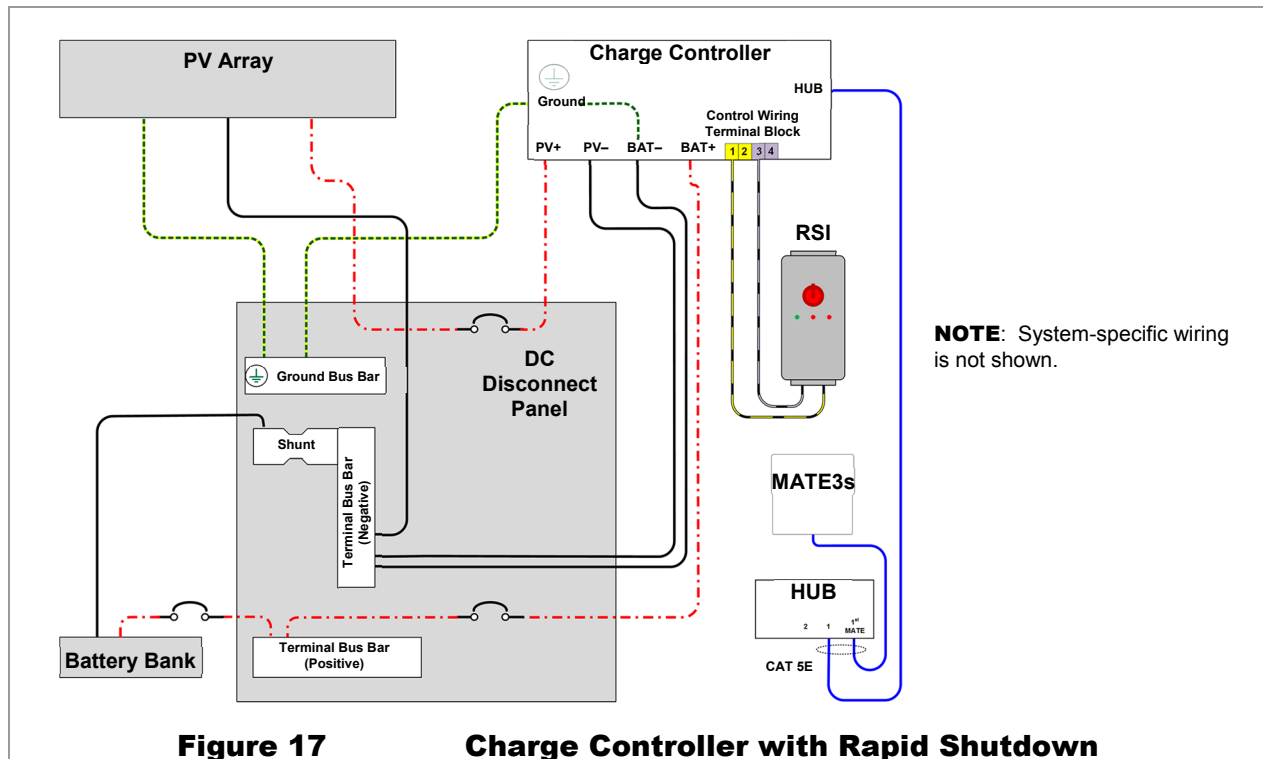 PV Array
Charge Controller
HUB
Ground
Control Wiring
Terminal Block
PV+ PV– BAT– BAT+ 1 2 3 4
RSI
NOTE: System-specific wiring
is not shown.
DC
Disconnect
Panel
Ground Bus Bar
Shunt
Terminal Bus Bar
(Negative)
MATE3s
HUB
2 1 1st
MATE
CAT 5E
Terminal Bus Bar
(Positive)
Battery Bank
Figure 17 Charge Controller with Rapid Shutdown